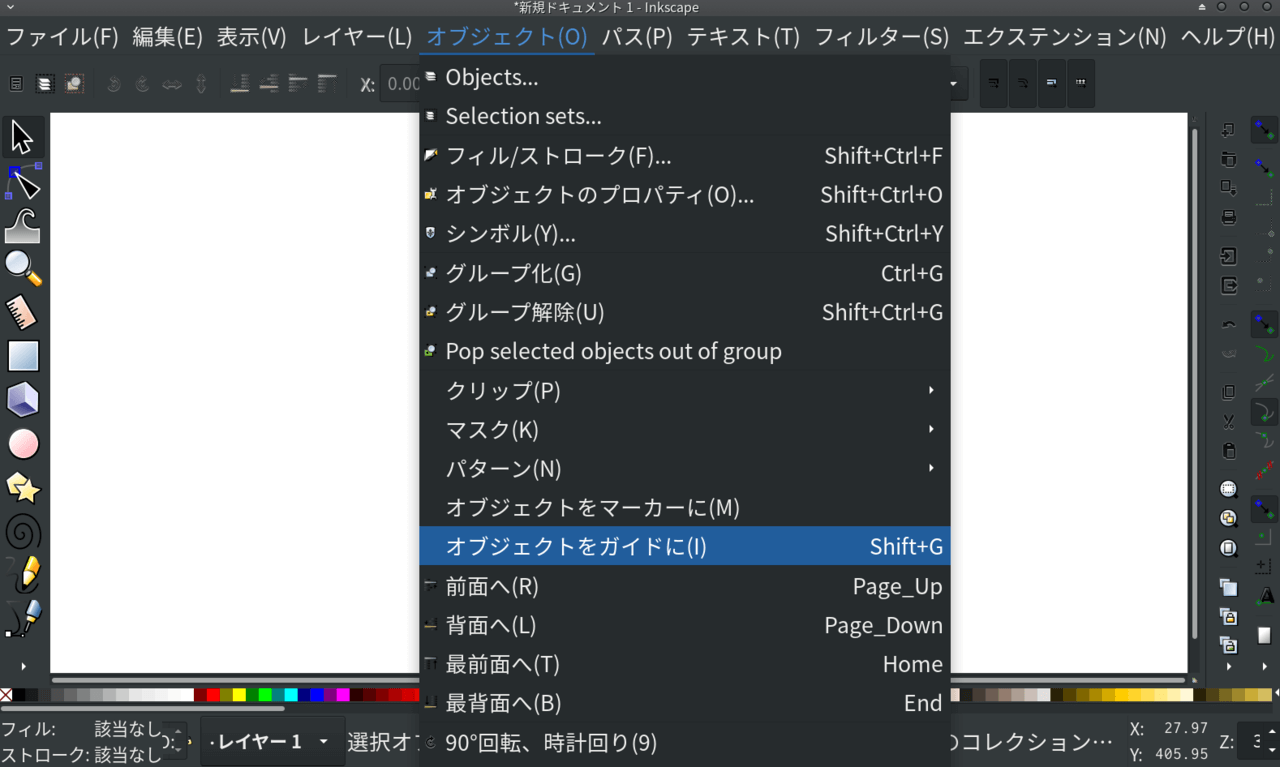 *新規ドキュメント 1 - Inkscape
ファイル(F) 編集(E) 表示(V) レイヤー(L) オブジェクト(O) パス(P) テキスト(T) フィルター(S) エクステンション(N) ヘルプ(H)
X: 0.00
Objects...
Selection sets...
フィル/ストローク(F)... Shift+Ctrl+F
オブジェクトのプロパティ(O)... Shift+Ctrl+O
シンボル(Y)... Shift+Ctrl+Y
グループ化(G) Ctrl+G
グループ解除(U) Shift+Ctrl+G
Pop selected objects out of group
クリップ(P)
マスク(K)
パターン(N)
オブジェクトをマーカーに(M)
オブジェクトをガイドに(I) Shift+G
前面へ(R) Page_Up
背面へ(L) Page_Down
最前面へ(T) Home
最背面へ(B) End
90°回転、時計回り(9)
フィル: 該当なし
ストローク: 該当なし
·レイヤー 1
選択オブ
のコレクション…
X: 27.97
Y: 405.95
Z: 3